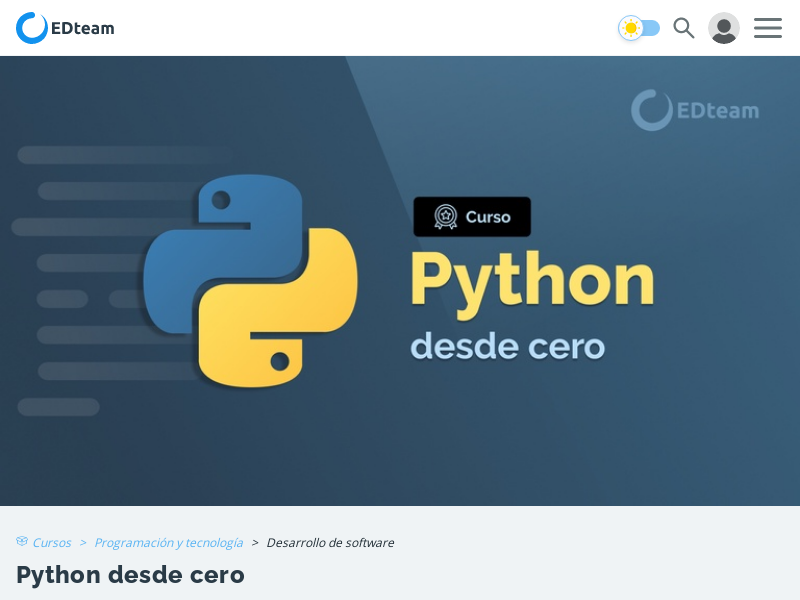 EDteam
EDteam
Curso
Python
desde cero
Cursos > Programación y tecnología > Desarrollo de software
Python desde cero